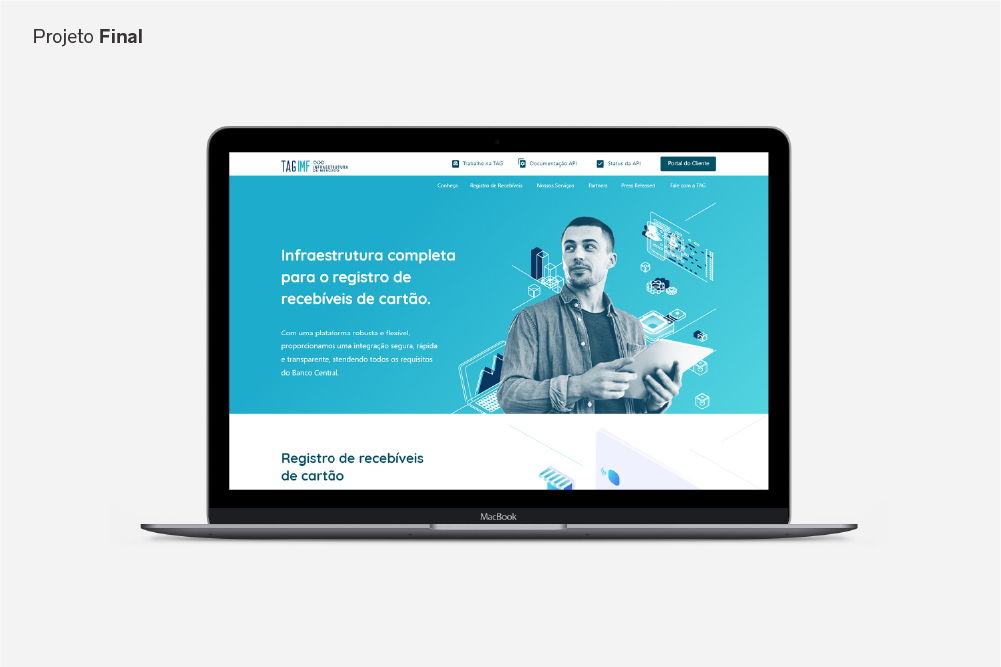 Projeto Final
TAG IMF INFRAESTRUTURA DE MERCADO
Trabalhe na TAG Documentação API Status da API Portal do Cliente
Conheça Registro de Recebíveis Nossos Serviços Partners Press Released Fale com a TAG
Infraestrutura completa
para o registro de
recebíveis de cartão.
Com uma plataforma robusta e flexível,
proporcionamos uma integração segura, rápida
e transparente, atendendo todos os requisitos
do Banco Central.
Registro de recebíveis
de cartão
MacBook